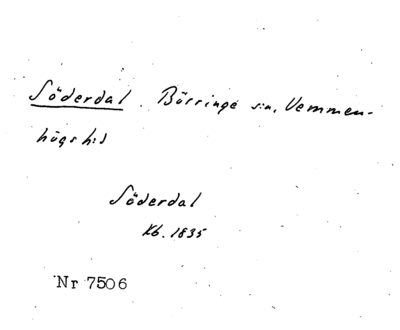 Söderdal. Börringe sn, Vemmen-
högs hd
Söderdal
Kb. 1835
Nr 7506